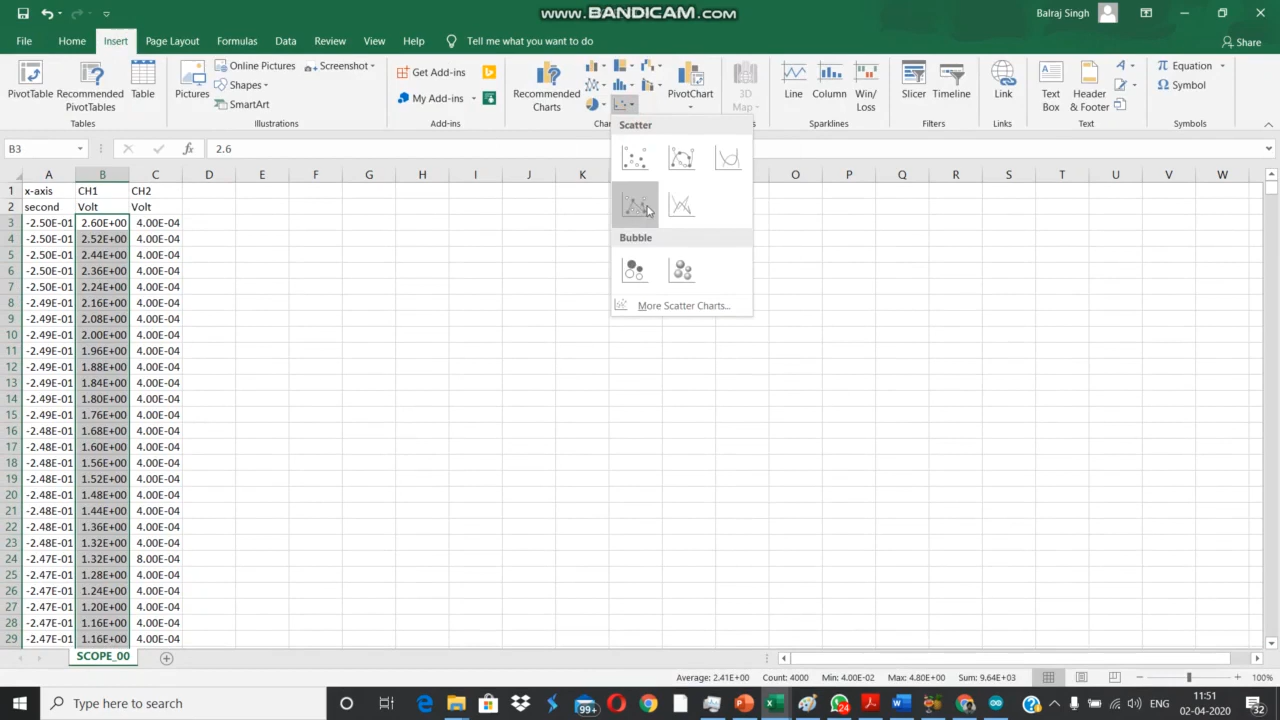 www.BANDICAM.com
Balraj Singh
File Home Insert Page Layout Formulas Data Review View Help Tell me what you want to do Share
PivotTable Recommended PivotTables Table
Tables
Pictures Online Pictures Shapes SmartArt Screenshot
Illustrations
Get Add-ins
My Add-ins
Add-ins
Recommended Charts
PivotChart
3D Map
Line Column Win/Loss
Sparklines
Slicer Timeline
Filters
Link
Links
Text Box Header & Footer
Text
Equation
Symbol
Symbols
B3 fx 2.6
Scatter
Bubble
More Scatter Charts...
A B C D E F G H I J K O P Q R S T U V W
1 x-axis CH1 CH2
2 second Volt Volt
3 -2.50E-01 2.60E+00 4.00E-04
4 -2.50E-01 2.52E+00 4.00E-04
5 -2.50E-01 2.44E+00 4.00E-04
6 -2.50E-01 2.36E+00 4.00E-04
7 -2.50E-01 2.24E+00 4.00E-04
8 -2.49E-01 2.16E+00 4.00E-04
9 -2.49E-01 2.08E+00 4.00E-04
10 -2.49E-01 2.00E+00 4.00E-04
11 -2.49E-01 1.96E+00 4.00E-04
12 -2.49E-01 1.88E+00 4.00E-04
13 -2.49E-01 1.84E+00 4.00E-04
14 -2.49E-01 1.80E+00 4.00E-04
15 -2.49E-01 1.76E+00 4.00E-04
16 -2.48E-01 1.68E+00 4.00E-04
17 -2.48E-01 1.60E+00 4.00E-04
18 -2.48E-01 1.56E+00 4.00E-04
19 -2.48E-01 1.52E+00 4.00E-04
20 -2.48E-01 1.48E+00 4.00E-04
21 -2.48E-01 1.44E+00 4.00E-04
22 -2.48E-01 1.36E+00 4.00E-04
23 -2.48E-01 1.32E+00 4.00E-04
24 -2.47E-01 1.32E+00 8.00E-04
25 -2.47E-01 1.28E+00 4.00E-04
26 -2.47E-01 1.24E+00 4.00E-04
27 -2.47E-01 1.20E+00 4.00E-04
28 -2.47E-01 1.16E+00 4.00E-04
29 -2.47E-01 1.16E+00 4.00E-04
SCOPE_00
Average: 2.41E+00 Count: 4000 Min: 4.00E-02 Max: 4.80E+00 Sum: 9.64E+03 100%
Type here to search 99+ 24 11:51
02-04-2020 32